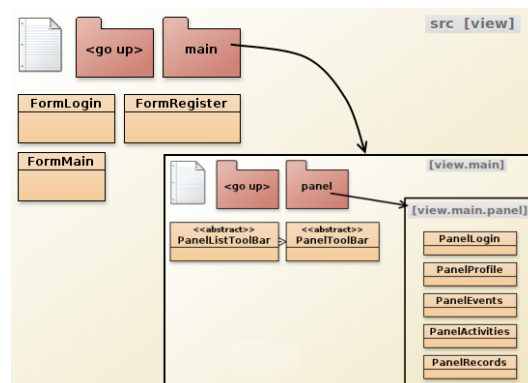 src [view]
<go up>
main
FormLogin
FormRegister
FormMain
[view.main]
<go up>
panel
<<abstract>>
PanelListToolBar
<<abstract>>
PanelToolBar
[view.main.panel]
PanelLogin
PanelProfile
PanelEvents
PanelActivities
PanelRecords